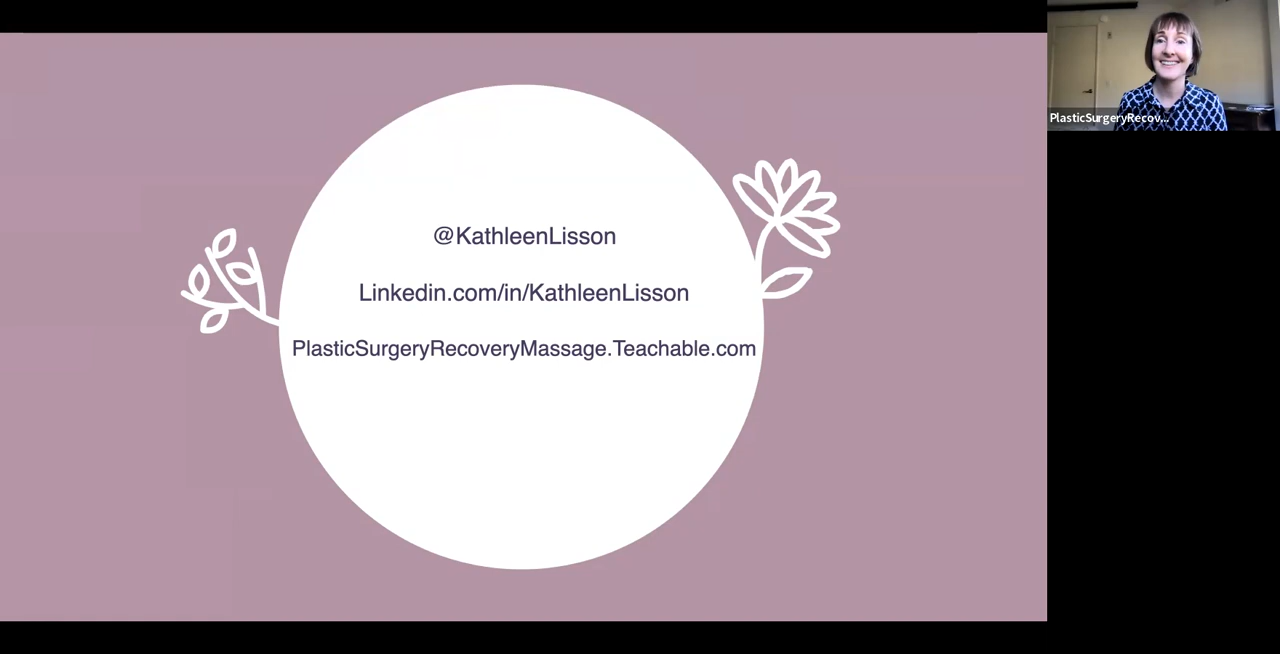 @KathleenLisson
Linkedin.com/in/KathleenLisson
PlasticSurgeryRecoveryMassage.Teachable.com
PlasticSurgeryRecov...